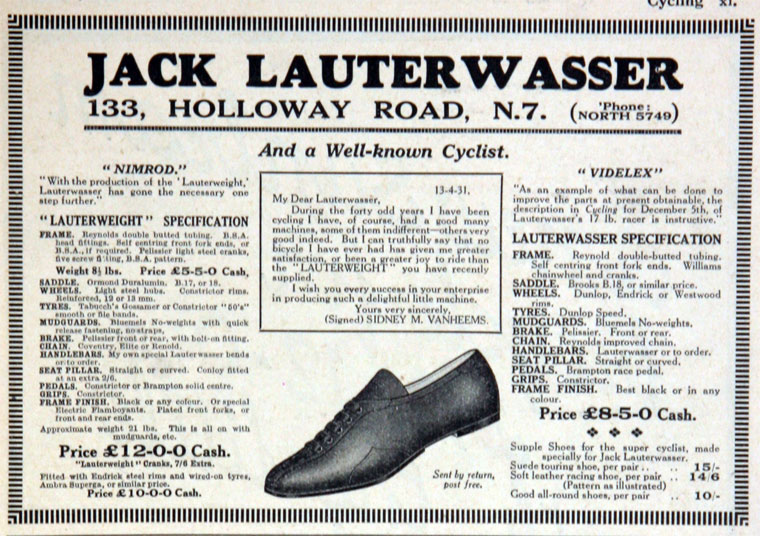 Cycling xi.
JACK LAUTERWASSER
133, HOLLOWAY ROAD, N.7. ('Phone: NORTH 5749)
And a Well-known Cyclist.
"NIMROD."
"With the production of the 'Lauterweight,'
Lauterwasser has gone the necessary one
step further."
"LAUTERWEIGHT" SPECIFICATION
FRAME. Reynolds double butted tubing. B.S.A.
head fittings. Self centring front fork ends, or
B.S.A., if required. Pelissier light steel cranks,
five screw fitting, B.S.A. pattern.
Weight 8½ lbs. Price £5-5-0 Cash,
SADDLE. Ormond Duralumin. B.17, or 18.
WHEELS. Light steel hubs. Constrictor rims.
Reinforced, 12 or 13 mm.
TYRES. Tabucch's Gossamer or Constrictor "50's"
smooth or file bands.
MUDGUARDS. Bluemels No-weights with quick
release fastening, no straps.
BRAKE. Pelissier front or rear, with bolt-on fitting.
CHAIN. Coventry, Elite or Renold.
HANDLEBARS. My own special Lauterwasser bends
or to order.
SEAT PILLAR. Straight or curved. Conloy fitted
at an extra 2/6.
PEDALS. Constrictor or Brampton solid centre.
GRIPS. Constrictor.
FRAME FINISH. Black or any colour. Or special
Electric Flamboyants. Plated front forks, or
front and rear ends.
Approximate weight 21 lbs. This is all on with
mudguards, etc.
Price £12-0-0 Cash.
"Lauterweight" Cranks, 7/6 Extra.
Fitted with Endrick steel rims and wired-on tyres,
Ambra Superga, or similar price.
Price £10-0-0 Cash.
13-4-31.
My Dear Lauterwasser,
During the forty odd years I have been
cycling I have, of course, had a good many
machines, some of them indifferent—others very
good indeed. But I can truthfully say that no
bicycle I have ever had has given me greater
satisfaction, or been a greater joy to ride than
the "LAUTERWEIGHT" you have recently
supplied.
I wish you every success in your enterprise
in producing such a delightful little machine.
Yours very sincerely,
(Signed) SIDNEY M. VANHEEMS.
Sent by return,
post free.
"VIDELEX"
"As an example of what can be done to
improve the parts at present obtainable, the
description in Cycling for December 5th, of
Lauterwasser's 17 lb. racer is instructive."
LAUTERWASSER SPECIFICATION
FRAME. Reynold double-butted tubing.
Self centring front fork ends. Williams
chainwheel and cranks.
SADDLE. Brooks B.18, or similar price.
WHEELS. Dunlop, Endrick or Westwood
rims.
TYRES. Dunlop Speed.
MUDGUARDS. Bluemels No-weights.
BRAKE. Pelissier. Front or rear.
CHAIN. Reynolds improved chain.
HANDLEBARS. Lauterwasser or to order.
SEAT PILLAR. Straight or curved.
PEDALS. Brampton race pedal.
GRIPS. Constrictor.
FRAME FINISH. Best black or in any
colour.
Price £8-5-0 Cash.
Supple Shoes for the super cyclist, made
specially for Jack Lauterwasser.
Suede touring shoe, per pair .. .. 15/-
Soft leather racing shoe, per pair .. 14/6
(Pattern as illustrated)
Good all-round shoes, per pair .. 10/-